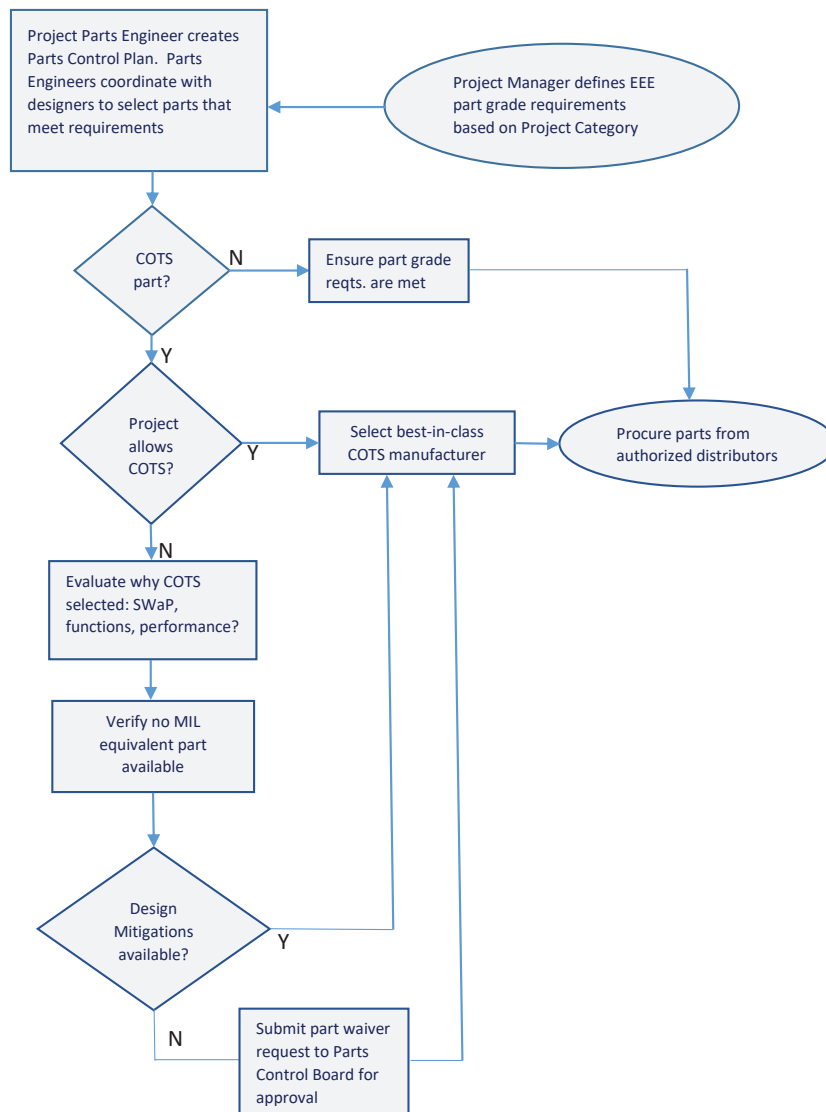 Project Parts Engineer creates
Parts Control Plan.  Parts
Engineers coordinate with
designers to select parts that
meet requirements
Project Manager defines EEE
part grade requirements
based on Project Category
COTS
part?
N
Ensure part grade
reqts. are met
Y
Project
allows
COTS?
Y
Select best-in-class
COTS manufacturer
Procure parts from
authorized distributors
N
Evaluate why COTS
selected: SWaP,
functions, performance?
Verify no MIL
equivalent part
available
Design
Mitigations
available?
Y
N
Submit part waiver
request to Parts
Control Board for
approval